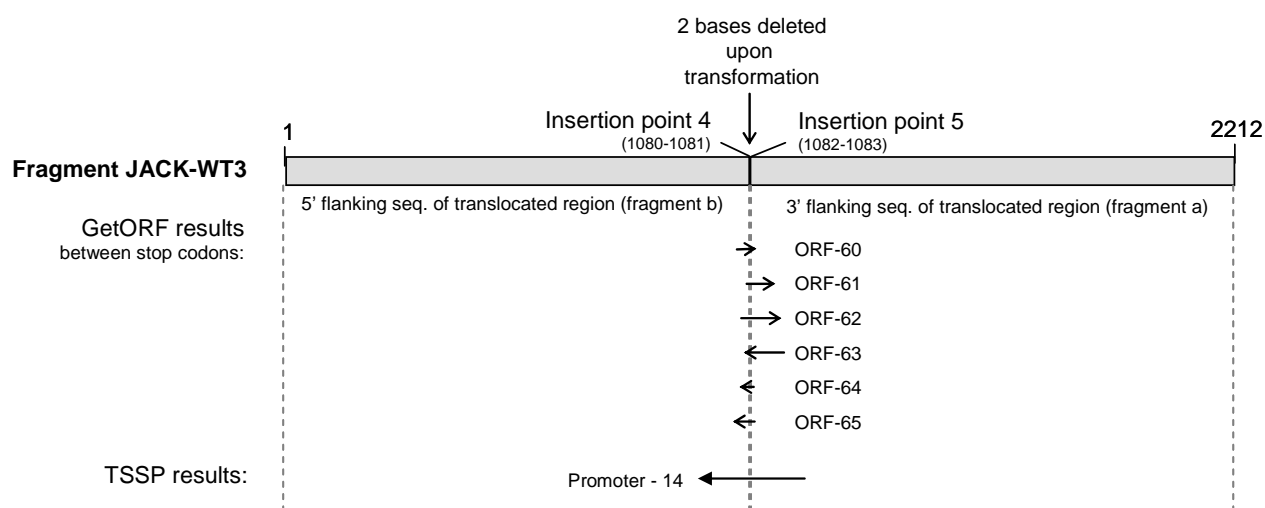 2 bases deleted
upon
transformation
Insertion point 4
(1080-1081)
Insertion point 5
(1082-1083)
1
2212
Fragment JACK-WT3
5' flanking seq. of translocated region (fragment b)
3' flanking seq. of translocated region (fragment a)
GetORF results
between stop codons:
ORF-60
ORF-61
ORF-62
ORF-63
ORF-64
ORF-65
TSSP results:
Promoter - 14